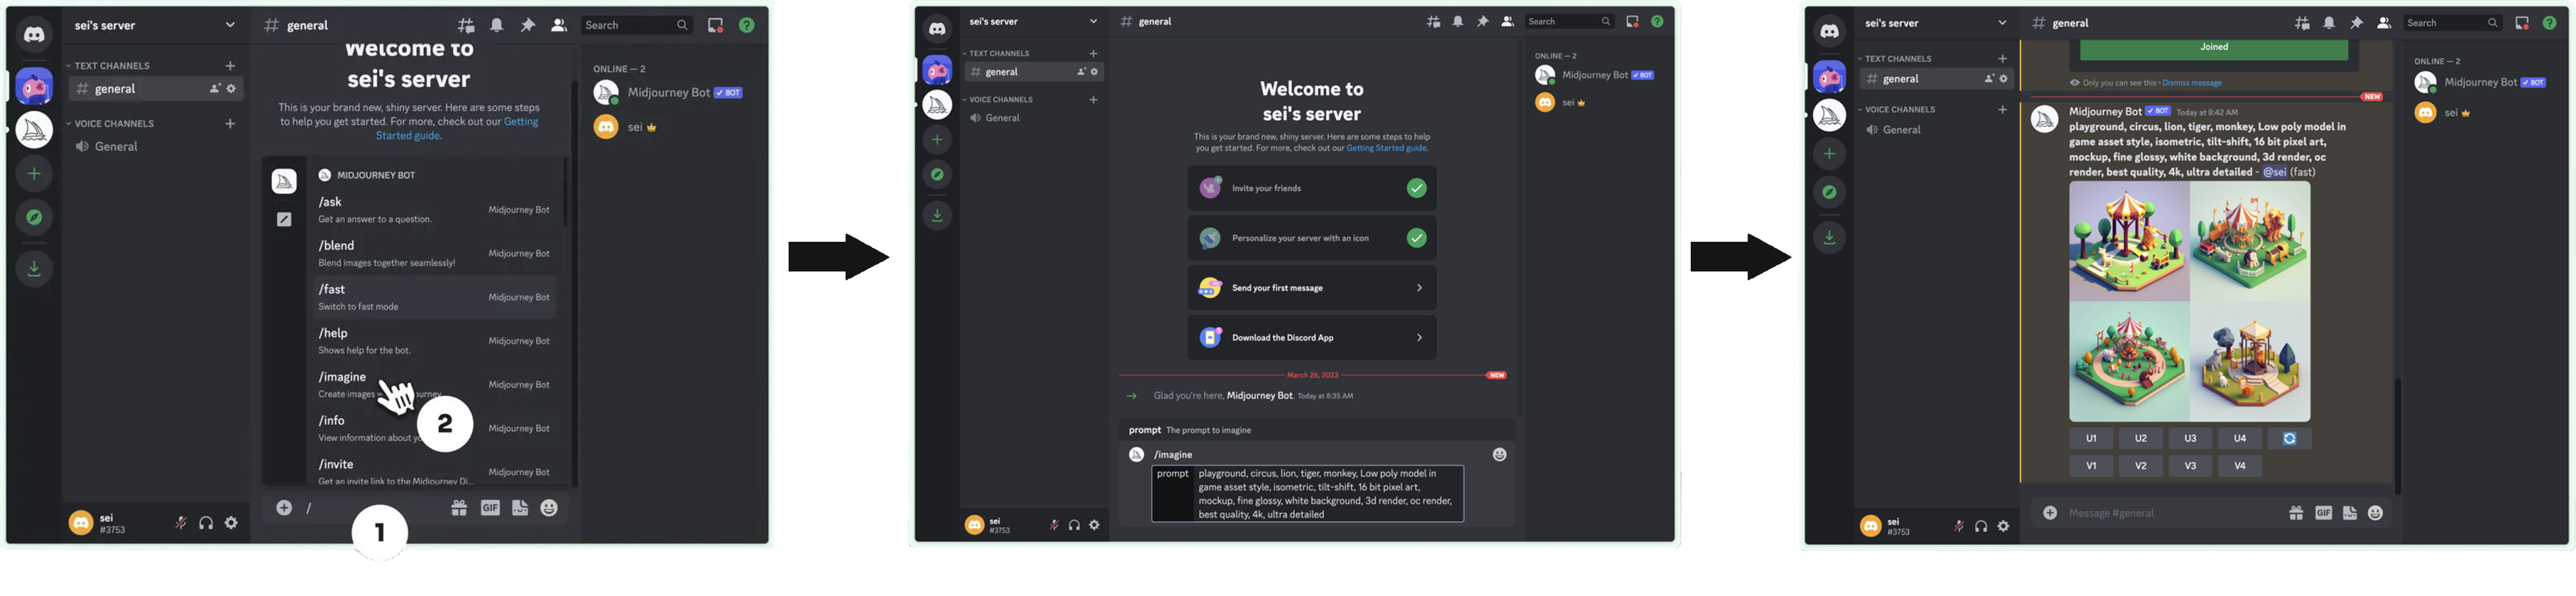 sei's server
TEXT CHANNELS
general
VOICE CHANNELS
General
sei
#3753
# general
Search
Welcome to
sei's server
This is your brand new, shiny server. Here are some steps
to help you get started. For more, check out our Getting
Started guide.
MIDJOURNEY BOT
/ask
Get an answer to a question.
Midjourney Bot
/blend
Blend images together seamlessly!
Midjourney Bot
/fast
Switch to fast mode
Midjourney Bot
/help
Shows help for the bot.
Midjourney Bot
/imagine
Create images
Midjourney Bot
/info
View information about
Midjourney Bot
/invite
Get an invite link to the Midjourney Di...
Midjourney Bot
/
GIF
1
2
ONLINE — 2
Midjourney Bot BOT
sei
sei's server
TEXT CHANNELS
# general
VOICE CHANNELS
General
sei
#3753
# general
Search
Welcome to
sei's server
This is your brand new, shiny server. Here are some steps to help
you get started. For more, check out our Getting Started guide.
Invite your friends
Personalize your server with an icon
Send your first message
Download the Discord App
March 26, 2023
NEW
Glad you're here, Midjourney Bot. Today at 8:35 AM
prompt The prompt to imagine
/imagine
prompt playground, circus, lion, tiger, monkey, Low poly model in
game asset style, isometric, tilt-shift, 16 bit pixel art,
mockup, fine glossy, white background, 3d render, oc render,
best quality, 4k, ultra detailed
ONLINE — 2
Midjourney Bot BOT
sei
sei's server
TEXT CHANNELS
# general
VOICE CHANNELS
General
sei
#3753
# general
Search
Joined
Only you can see this • Dismiss message
NEW
Midjourney Bot BOT Today at 8:42 AM
playground, circus, lion, tiger, monkey, Low poly model in
game asset style, isometric, tilt-shift, 16 bit pixel art,
mockup, fine glossy, white background, 3d render, oc
render, best quality, 4k, ultra detailed - @sei (fast)
U1 U2 U3 U4
V1 V2 V3 V4
Message #general
GIF
ONLINE — 2
Midjourney Bot BOT
sei